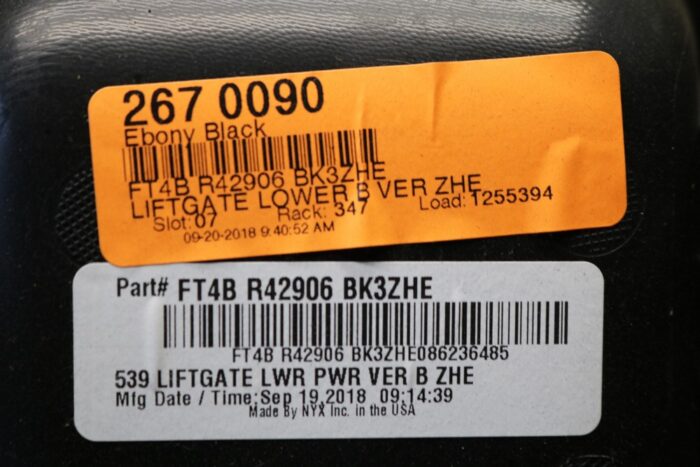 267 0090
Ebony Black
FT4B R42906 BK3ZHE
LIFTGATE LOWER B VER ZHE
Slot: 07 Rack: 347 Load: T255394
09-20-2018 9:40:52 AM
Part# FT4B R42906 BK3ZHE
FT4B R42906 BK3ZHE086236485
539 LIFTGATE LWR PWR VER B ZHE
Mfg Date / Time:Sep 19,2018 09:14:39
Made By NYX Inc. in the USA